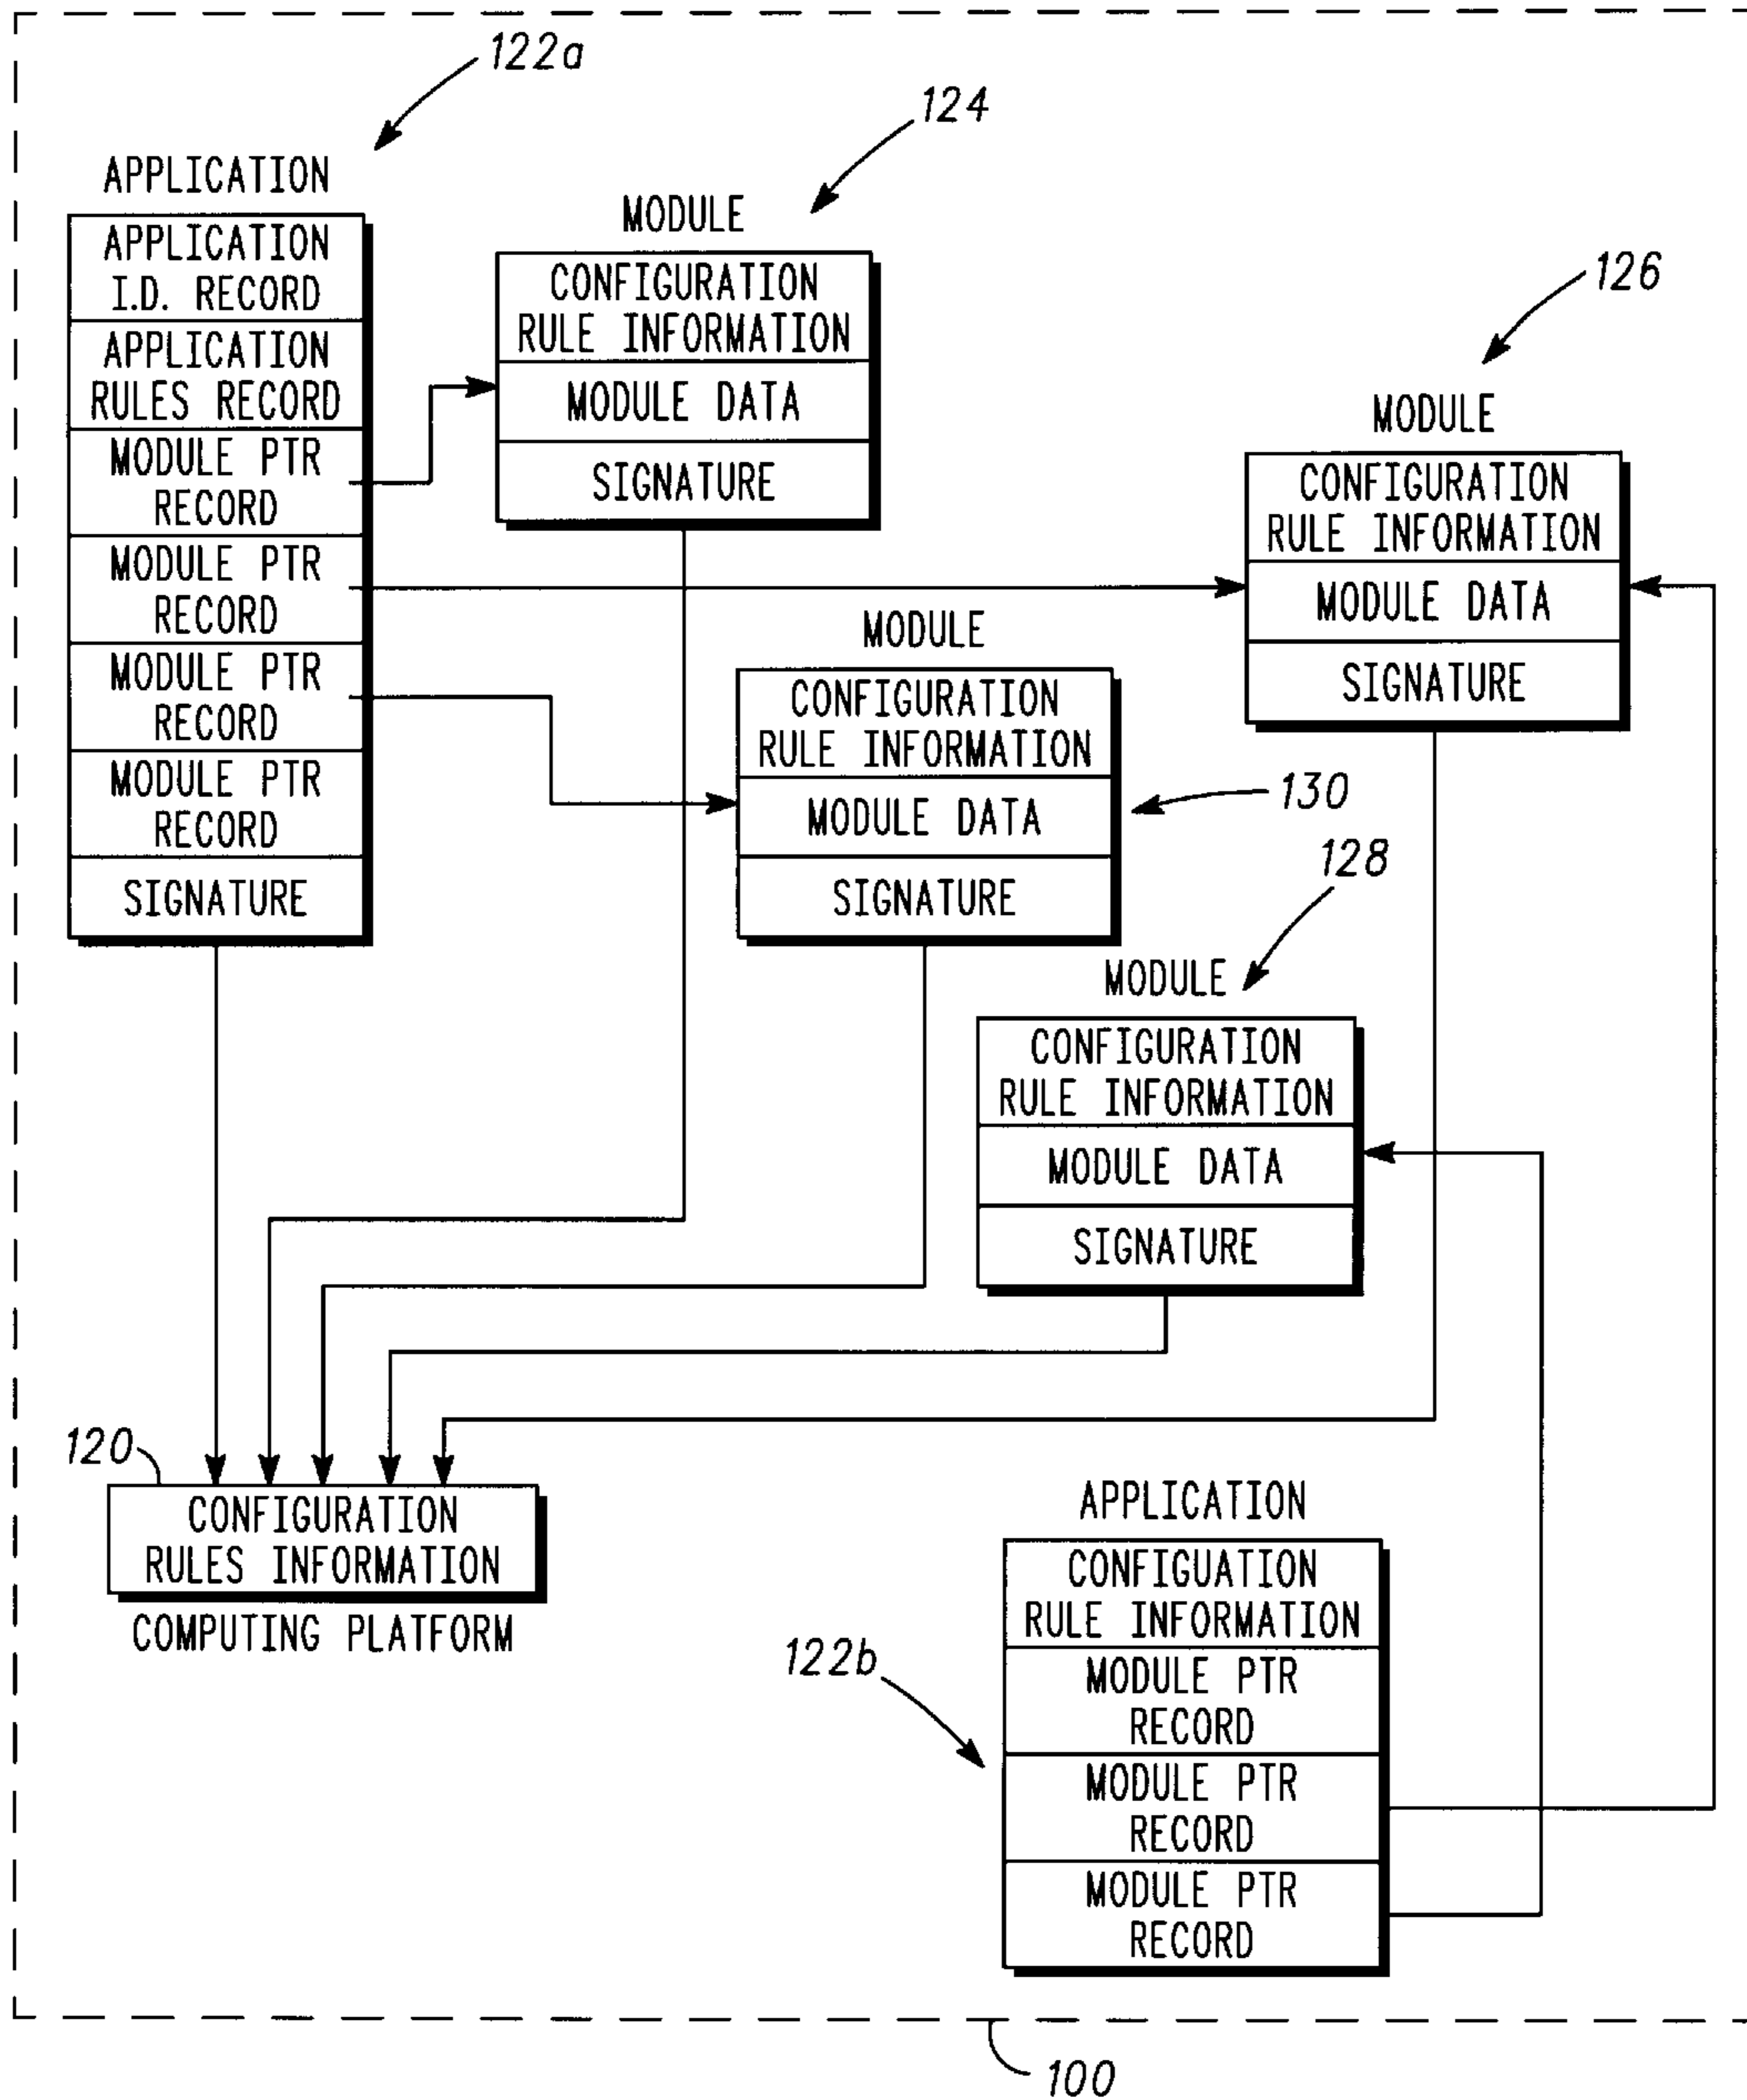 122a
APPLICATION
APPLICATION
I.D. RECORD
APPLICATION
RULES RECORD
MODULE PTR
RECORD
MODULE PTR
RECORD
MODULE PTR
RECORD
MODULE PTR
RECORD
SIGNATURE
124
MODULE
CONFIGURATION
RULE INFORMATION
MODULE DATA
SIGNATURE
126
MODULE
CONFIGURATION
RULE INFORMATION
MODULE DATA
SIGNATURE
MODULE
CONFIGURATION
RULE INFORMATION
MODULE DATA
SIGNATURE
130
128
MODULE
CONFIGURATION
RULE INFORMATION
MODULE DATA
SIGNATURE
120
CONFIGURATION
RULES INFORMATION
COMPUTING PLATFORM
APPLICATION
CONFIGUATION
RULE INFORMATION
MODULE PTR
RECORD
MODULE PTR
RECORD
MODULE PTR
RECORD
122b
100